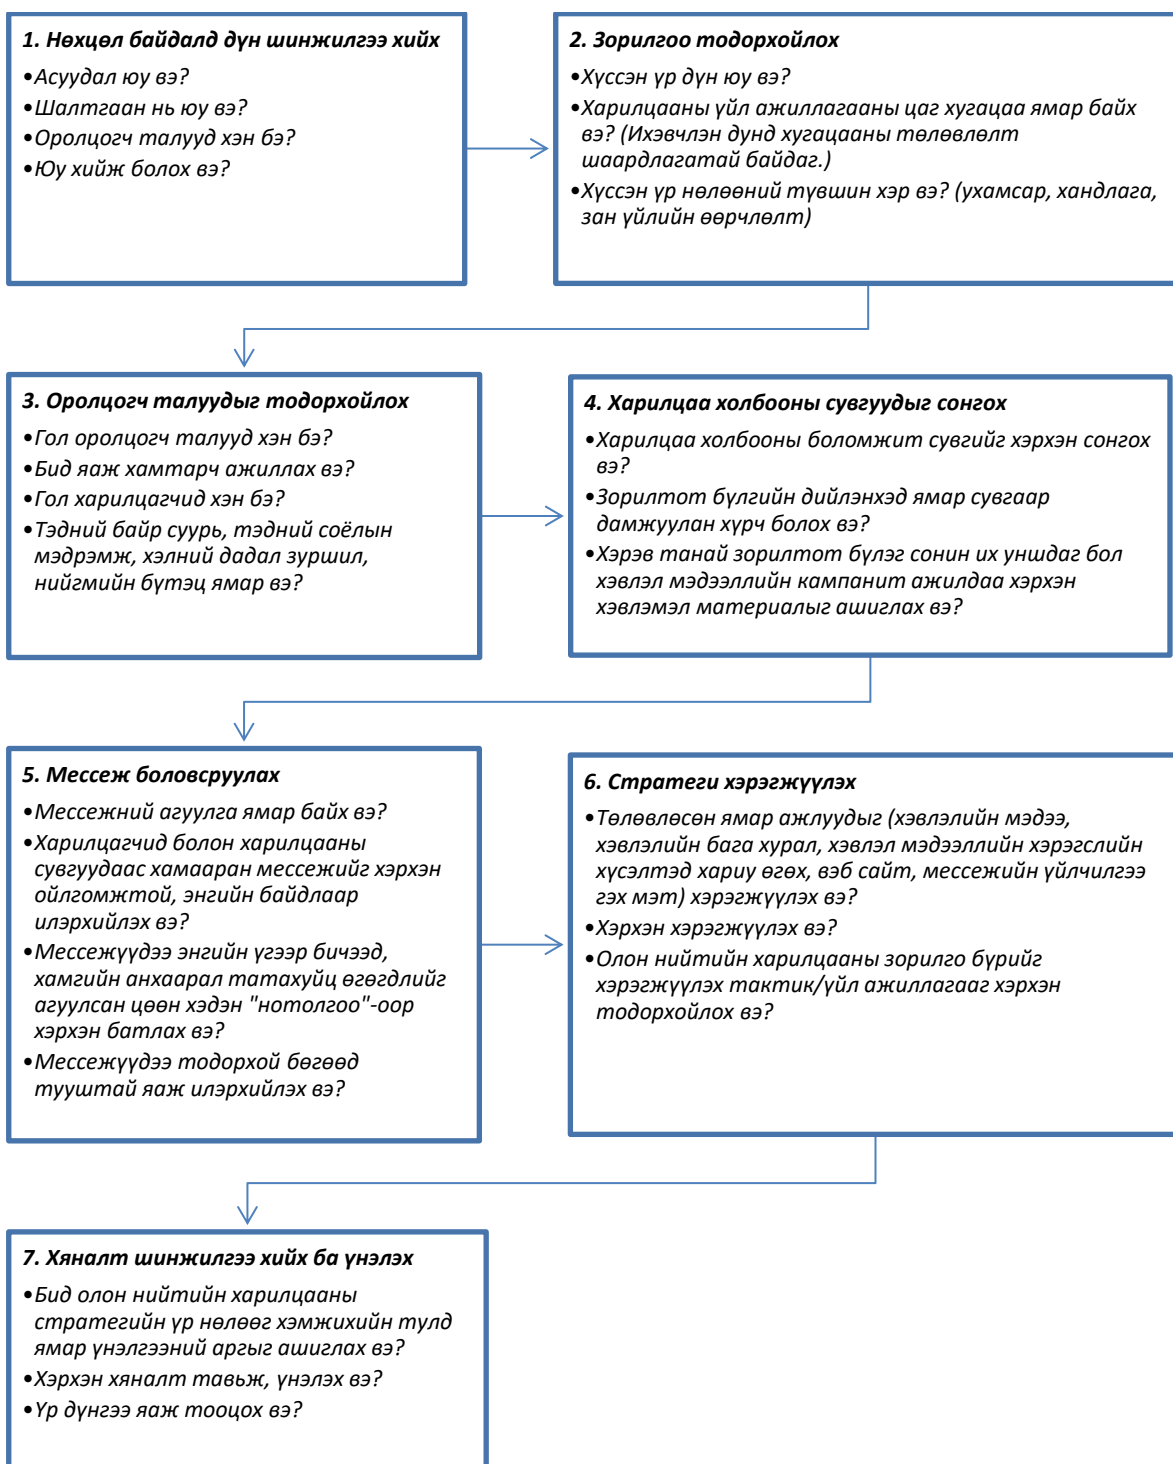 1. Нөхцөл байдалд дүн шинжилгээ хийх
•Асуудал юу вэ?
•Шалтгаан нь юу вэ?
•Оролцогч талууд хэн бэ?
•Юу хийж болох вэ?
2. Зорилгоо тодорхойлох
•Хүссэн үр дүн юу вэ?
•Харилцааны үйл ажиллагааны цаг хугацаа ямар байх
вэ? (Ихэвчлэн дунд хугацааны төлөвлөлт
шаардлагатай байдаг.)
•Хүссэн үр нөлөөний түвшин хэр вэ? (ухамсар, хандлага,
зан үйлийн өөрчлөлт)
3. Оролцогч талуудыг тодорхойлох
•Гол оролцогч талууд хэн бэ?
•Бид яаж хамтарч ажиллах вэ?
•Гол харилцагчид хэн бэ?
•Тэдний байр суурь, тэдний соёлын
мэдрэмж, хэлний дадал зуршил,
нийгмийн бүтэц ямар вэ?
4. Харилцаа холбооны сувгуудыг сонгох
•Харилцаа холбооны боломжит сувгийг хэрхэн сонгох
вэ?
•Зорилтот бүлгийн дийлэнхэд ямар сувгаар
дамжуулан хүрч болох вэ?
•Хэрэв танай зорилтот бүлэг сонин их уншдаг бол
хэвлэл мэдээллийн кампанит ажилдаа хэрхэн
хэвлэмэл материалыг ашиглах вэ?
5. Мессеж боловсруулах
•Мессежний агуулга ямар байх вэ?
•Харилцагчид болон харилцааны
сувгуудаас хамааран мессежийг хэрхэн
ойлгомжтой, энгийн байдлаар
илэрхийлэх вэ?
•Мессежүүдээ энгийн үгээр бичээд,
хамгийн анхаарал татахуйц өгөгдлийг
агуулсан цөөн хэдэн "нотолгоо"-оор
хэрхэн батлах вэ?
•Мессежүүдээ тодорхой бөгөөд
тууштай яаж илэрхийлэх вэ?
6. Стратеги хэрэгжүүлэх
•Төлөвлөсөн ямар ажлуудыг (хэвлэлийн мэдээ,
хэвлэлийн бага хурал, хэвлэл мэдээллийн хэрэгслийн
хүсэлтэд хариу өгөх, вэб сайт, мессежийн үйлчилгээ
гэх мэт) хэрэгжүүлэх вэ?
•Хэрхэн хэрэгжүүлэх вэ?
•Олон нийтийн харилцааны зорилго бүрийг
хэрэгжүүлэх тактик/үйл ажиллагааг хэрхэн
тодорхойлох вэ?
7. Хяналт шинжилгээ хийх ба үнэлэх
•Бид олон нийтийн харилцааны
стратегийн үр нөлөөг хэмжихийн тулд
ямар үнэлгээний аргыг ашиглах вэ?
•Хэрхэн хяналт тавьж, үнэлэх вэ?
•Үр дүнгээ яаж тооцох вэ?